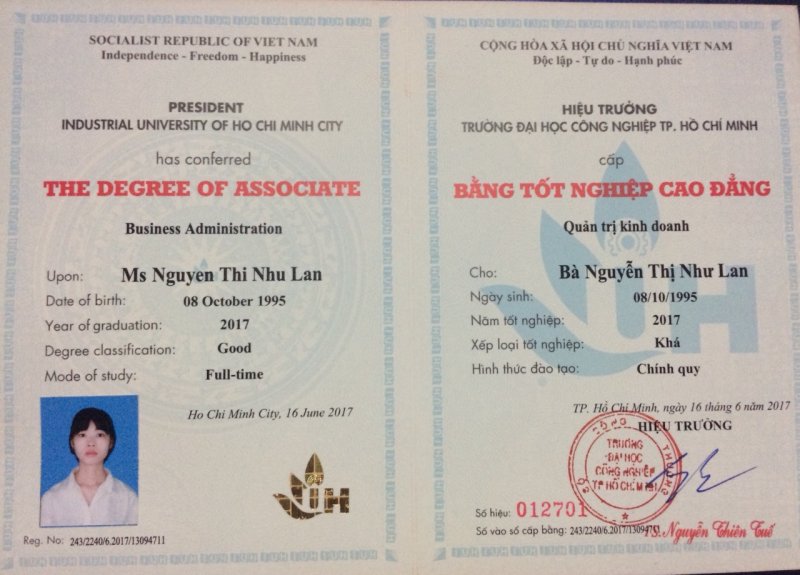 SOCIALIST REPUBLIC OF VIET NAM
Independence - Freedom - Happiness
PRESIDENT
INDUSTRIAL UNIVERSITY OF HO CHI MINH CITY
has conferred
THE DEGREE OF ASSOCIATE
Business Administration
Upon: Ms Nguyen Thi Nhu Lan
Date of birth: 08 October 1995
Year of graduation: 2017
Degree classification: Good
Mode of study: Full-time
Ho Chi Minh City, 16 June 2017
IUH
Reg. No: 243/2240/6.2017/13094711
CỘNG HÒA XÃ HỘI CHỦ NGHĨA VIỆT NAM
Độc lập - Tự do - Hạnh phúc
HIỆU TRƯỞNG
TRƯỜNG ĐẠI HỌC CÔNG NGHIỆP TP. HỒ CHÍ MINH
cấp
BẰNG TỐT NGHIỆP CAO ĐẲNG
Quản trị kinh doanh
Cho: Bà Nguyễn Thị Như Lan
Ngày sinh: 08/10/1995
Năm tốt nghiệp: 2017
Xếp loại tốt nghiệp: Khá
Hình thức đào tạo: Chính quy
IUH
TP. Hồ Chí Minh, ngày 16 tháng 6 năm 2017
HIỆU TRƯỞNG
BỘ CÔNG THƯƠNG
TRƯỜNG
ĐẠI HỌC
CÔNG NGHIỆP
TP HỒ CHÍ MINH
Số hiệu: 012701
Số vào sổ cấp bằng: 243/2240/6.2017/13094711
TS. Nguyễn Thiên Tuế